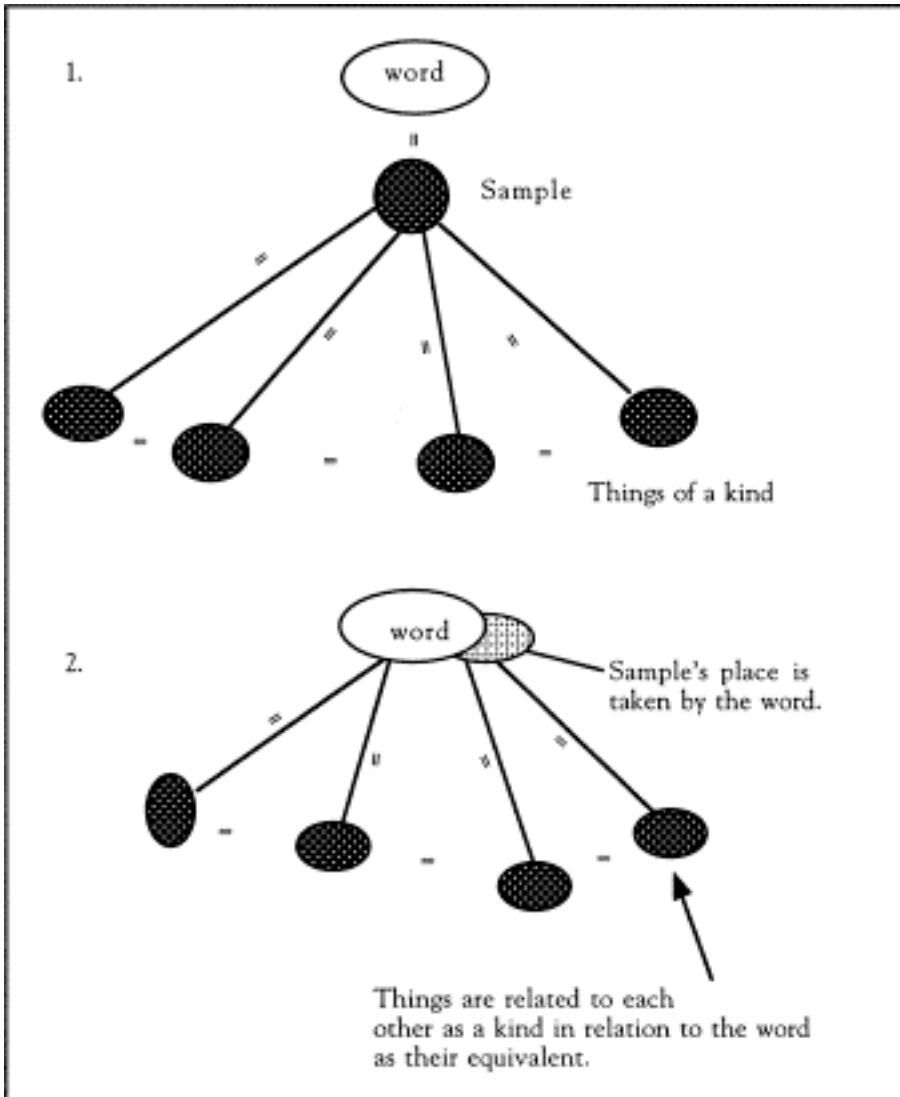 1.
word
=
Sample
=
=
=
=
=
=
=
Things of a kind
word
2.
Sample's place is
taken by the word.
=
=
=
=
=
=
=
Things are related to each
other as a kind in relation to the word
as their equivalent.